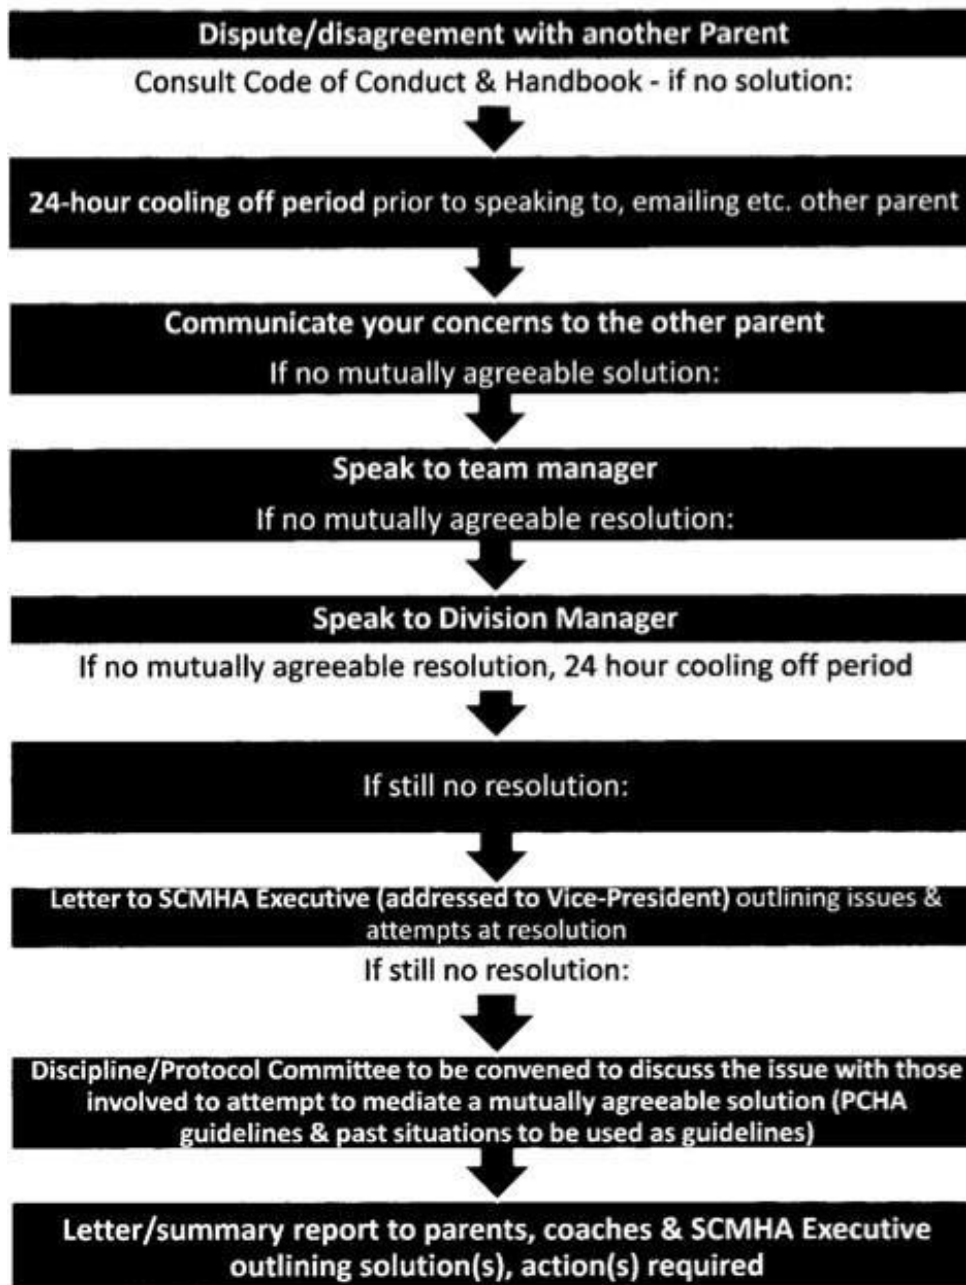 Dispute/disagreement with another Parent
Consult Code of Conduct & Handbook - if no solution:
24-hour cooling off period prior to speaking to, emailing etc. other parent
Communicate your concerns to the other parent
If no mutually agreeable solution:
Speak to team manager
If no mutually agreeable resolution:
Speak to Division Manager
If no mutually agreeable resolution, 24 hour cooling off period
If still no resolution:
Letter to SCMHA Executive (addressed to Vice-President) outlining issues &
attempts at resolution
If still no resolution:
Discipline/Protocol Committee to be convened to discuss the issue with those
involved to attempt to mediate a mutually agreeable solution (PCHA
guidelines & past situations to be used as guidelines)
Letter/summary report to parents, coaches & SCMHA Executive
outlining solution(s), action(s) required